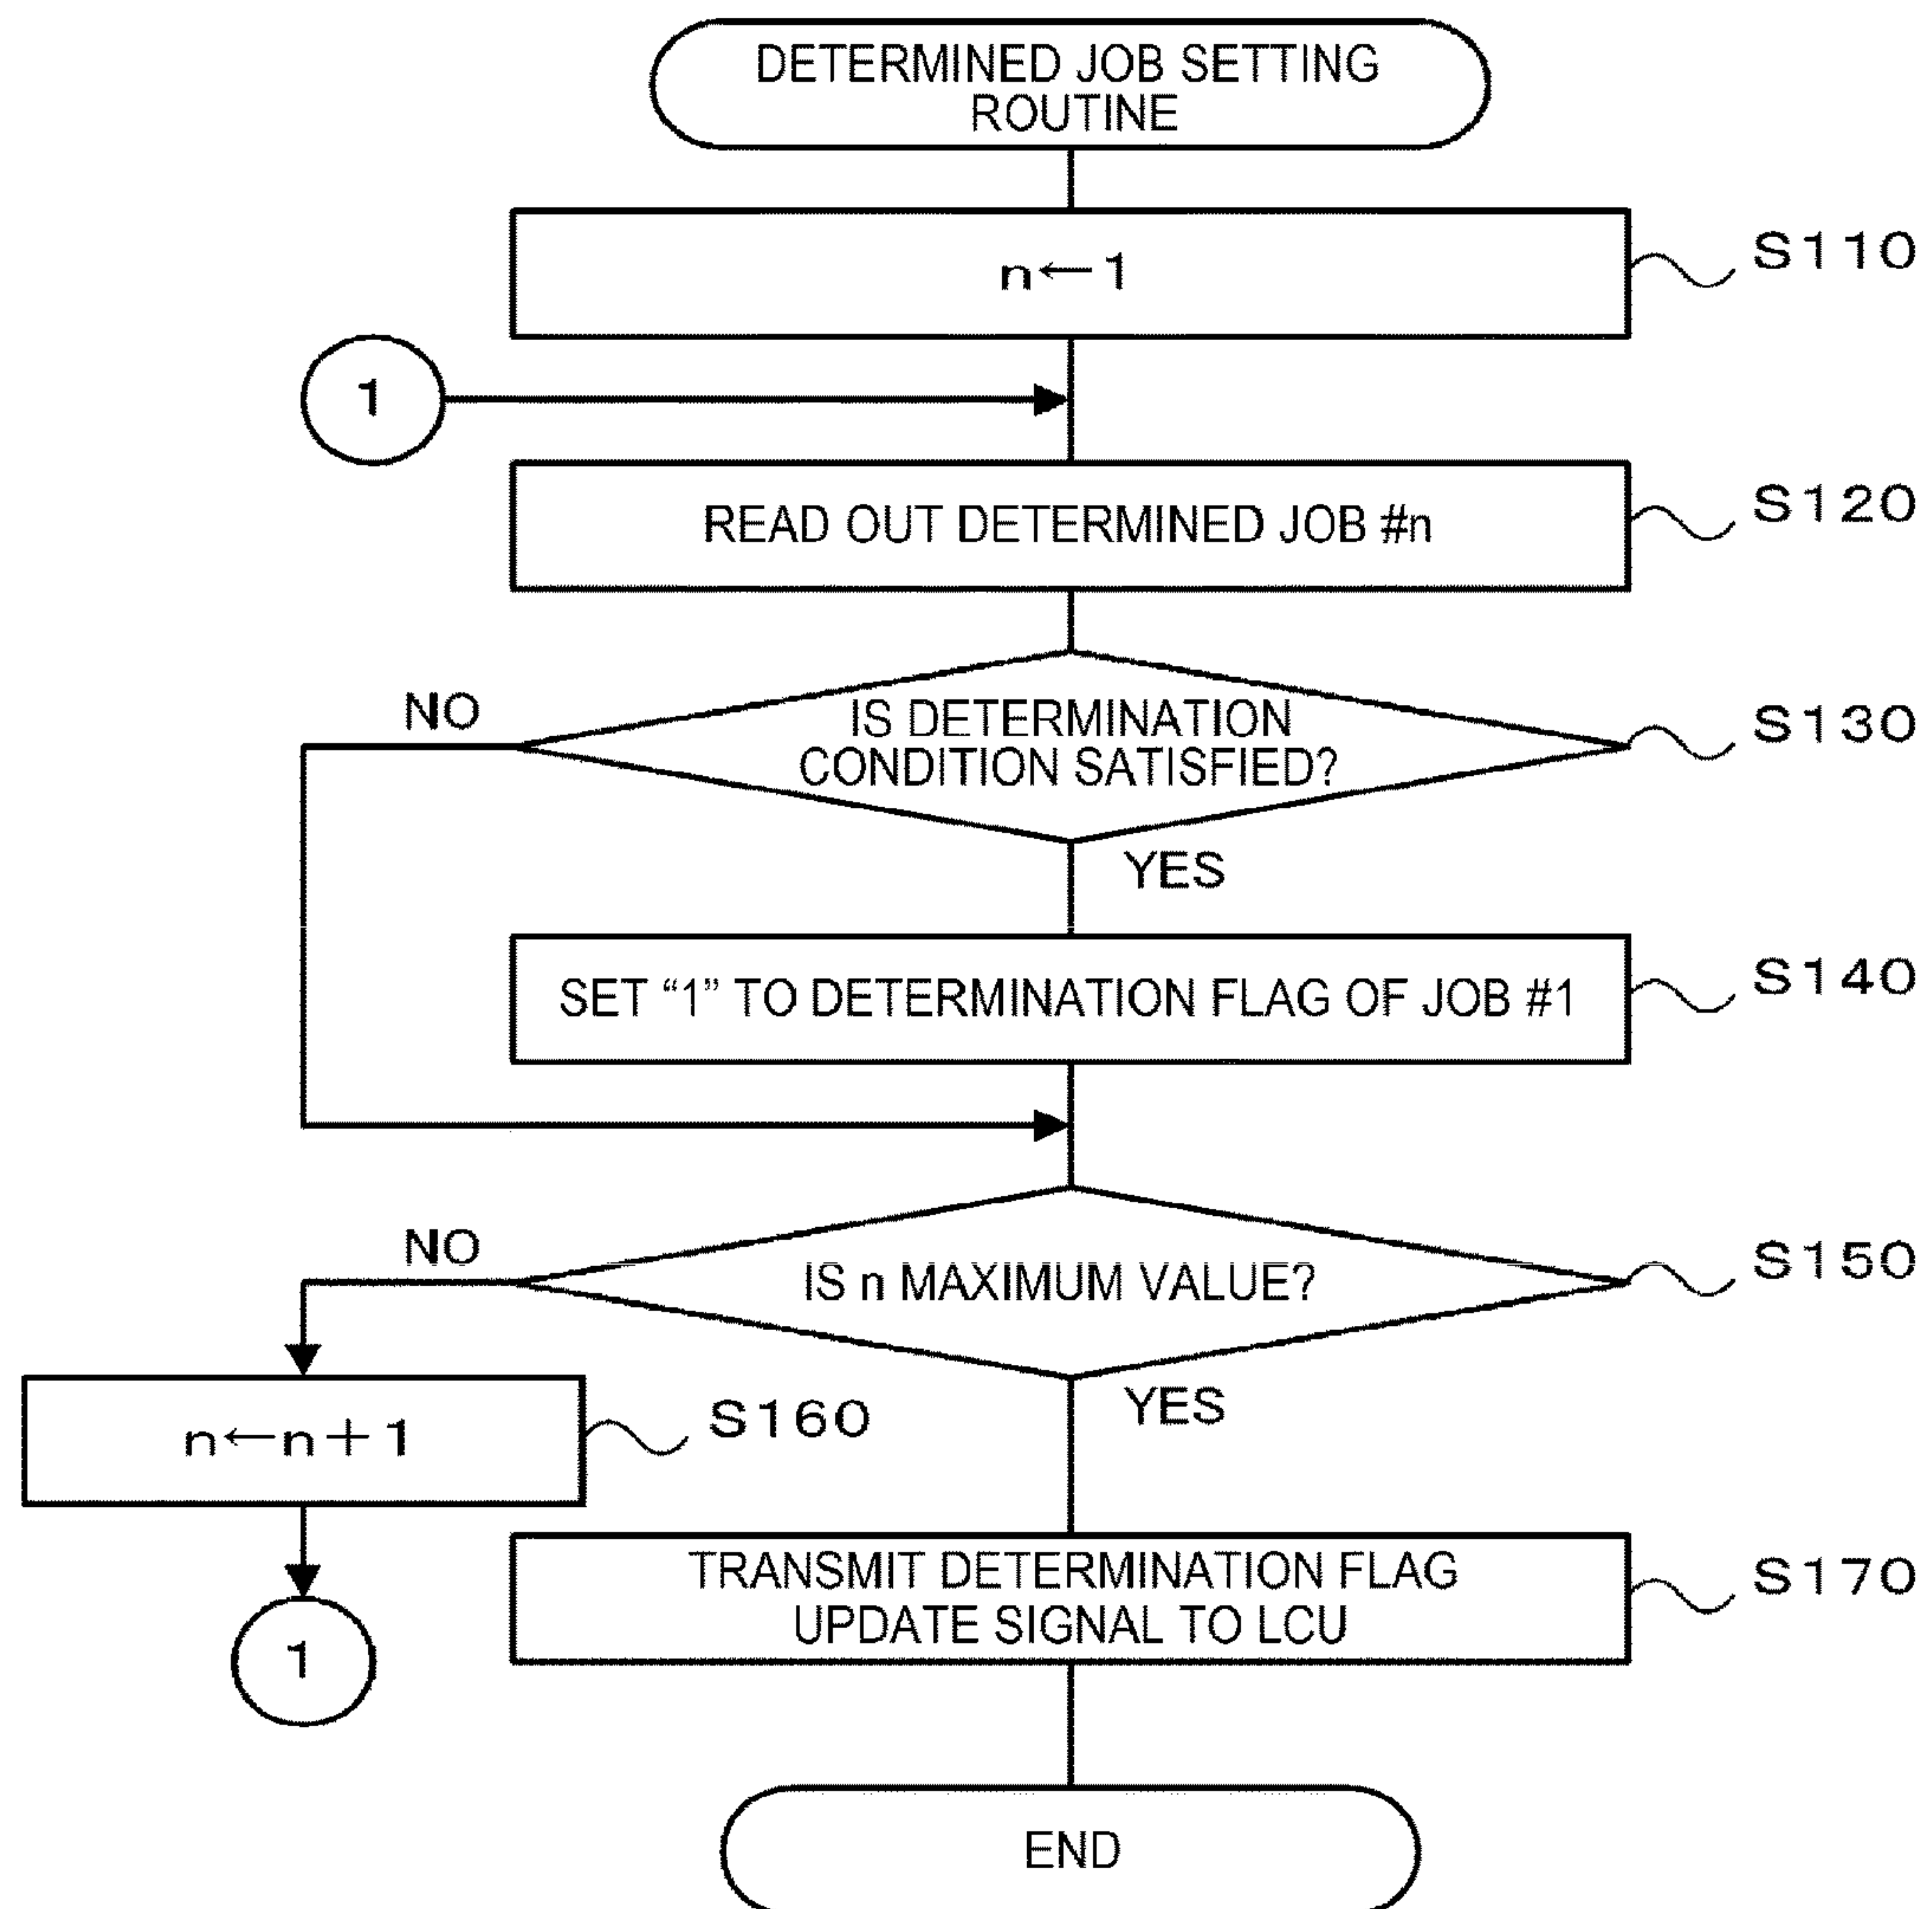 DETERMINED JOB SETTING
ROUTINE
n←1
S110
1
READ OUT DETERMINED JOB #n
S120
NO
IS DETERMINATION
CONDITION SATISFIED?
S130
YES
SET “1” TO DETERMINATION FLAG OF JOB #1
S140
NO
IS n MAXIMUM VALUE?
S150
YES
n←n+1
S160
TRANSMIT DETERMINATION FLAG
UPDATE SIGNAL TO LCU
S170
1
END